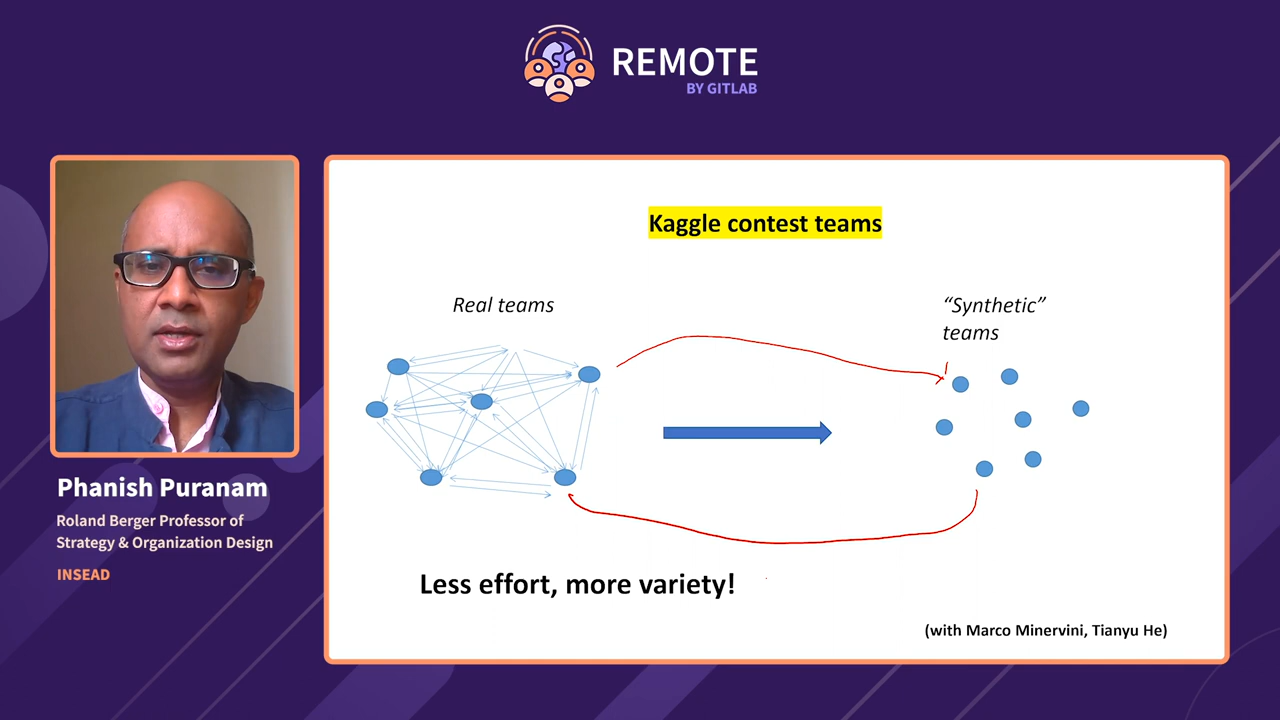 REMOTE
BY GITLAB
Kaggle contest teams
Real teams
“Synthetic”
teams
Less effort, more variety!
(with Marco Minervini, Tianyu He)
Phanish Puranam
Roland Berger Professor of
Strategy & Organization Design
INSEAD